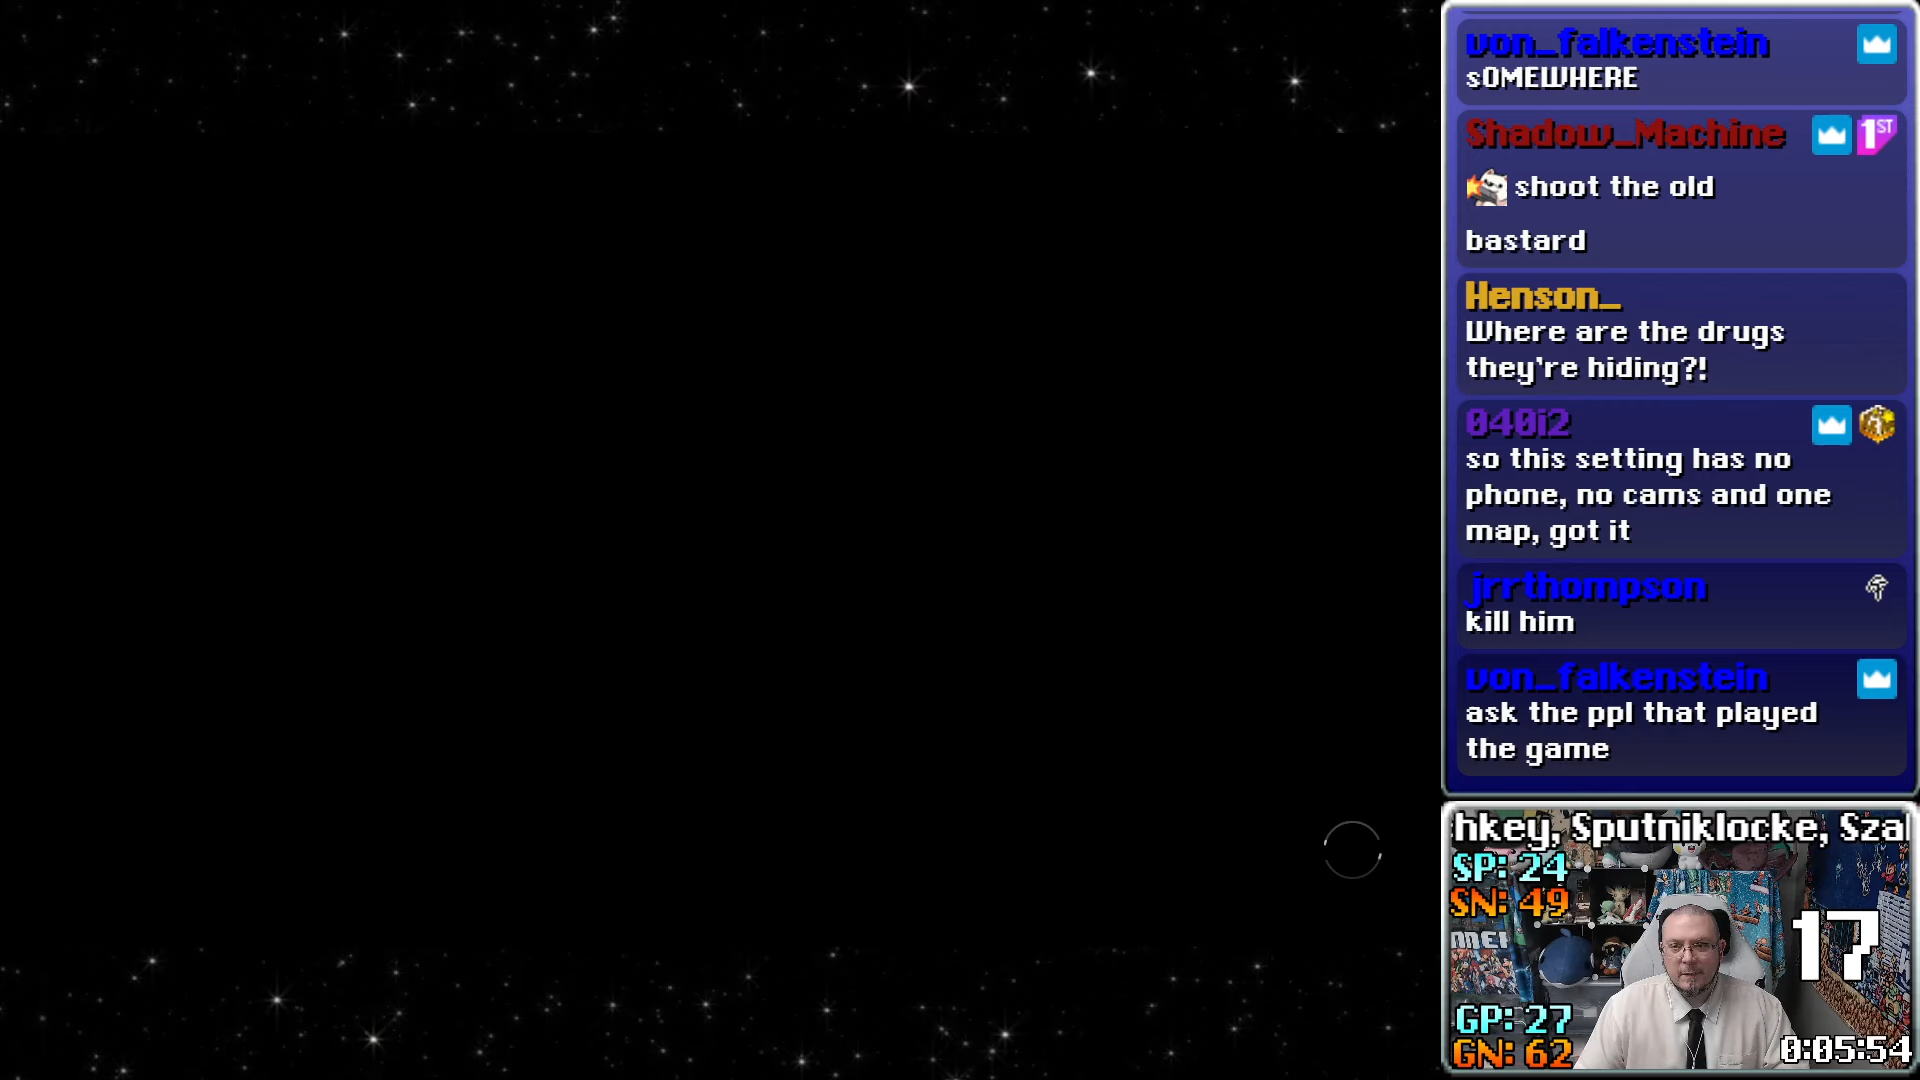 von_falkenstein
sOMEWHERE
Shadow_Machine
1ST
shoot the old
bastard
Henson_
Where are the drugs
they're hiding?!
040i2
so this setting has no
phone, no cams and one
map, got it
jrrthompson
kill him
von_falkenstein
ask the ppl that played
the game
hkey, Sputniklocke, Szal
SP: 24
SN: 49
17
GP: 27
GN: 62
0:05:54